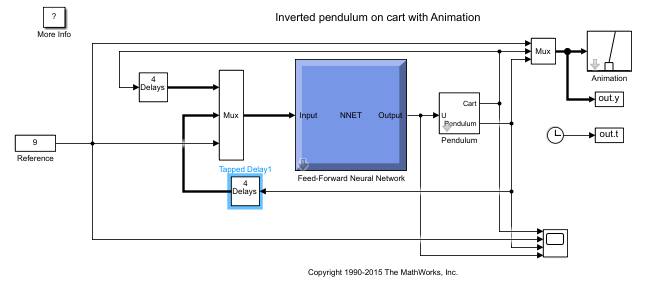 Inverted pendulum on cart with Animation
?
More Info
Mux
Animation
4
Delays
Mux
Input
NNET
Output
Cart
U
Pendulum
Pendulum
out.y
out.t
9
Reference
Tapped Delay1
4
Delays
Feed-Forward Neural Network
Copyright 1990-2015 The MathWorks, Inc.